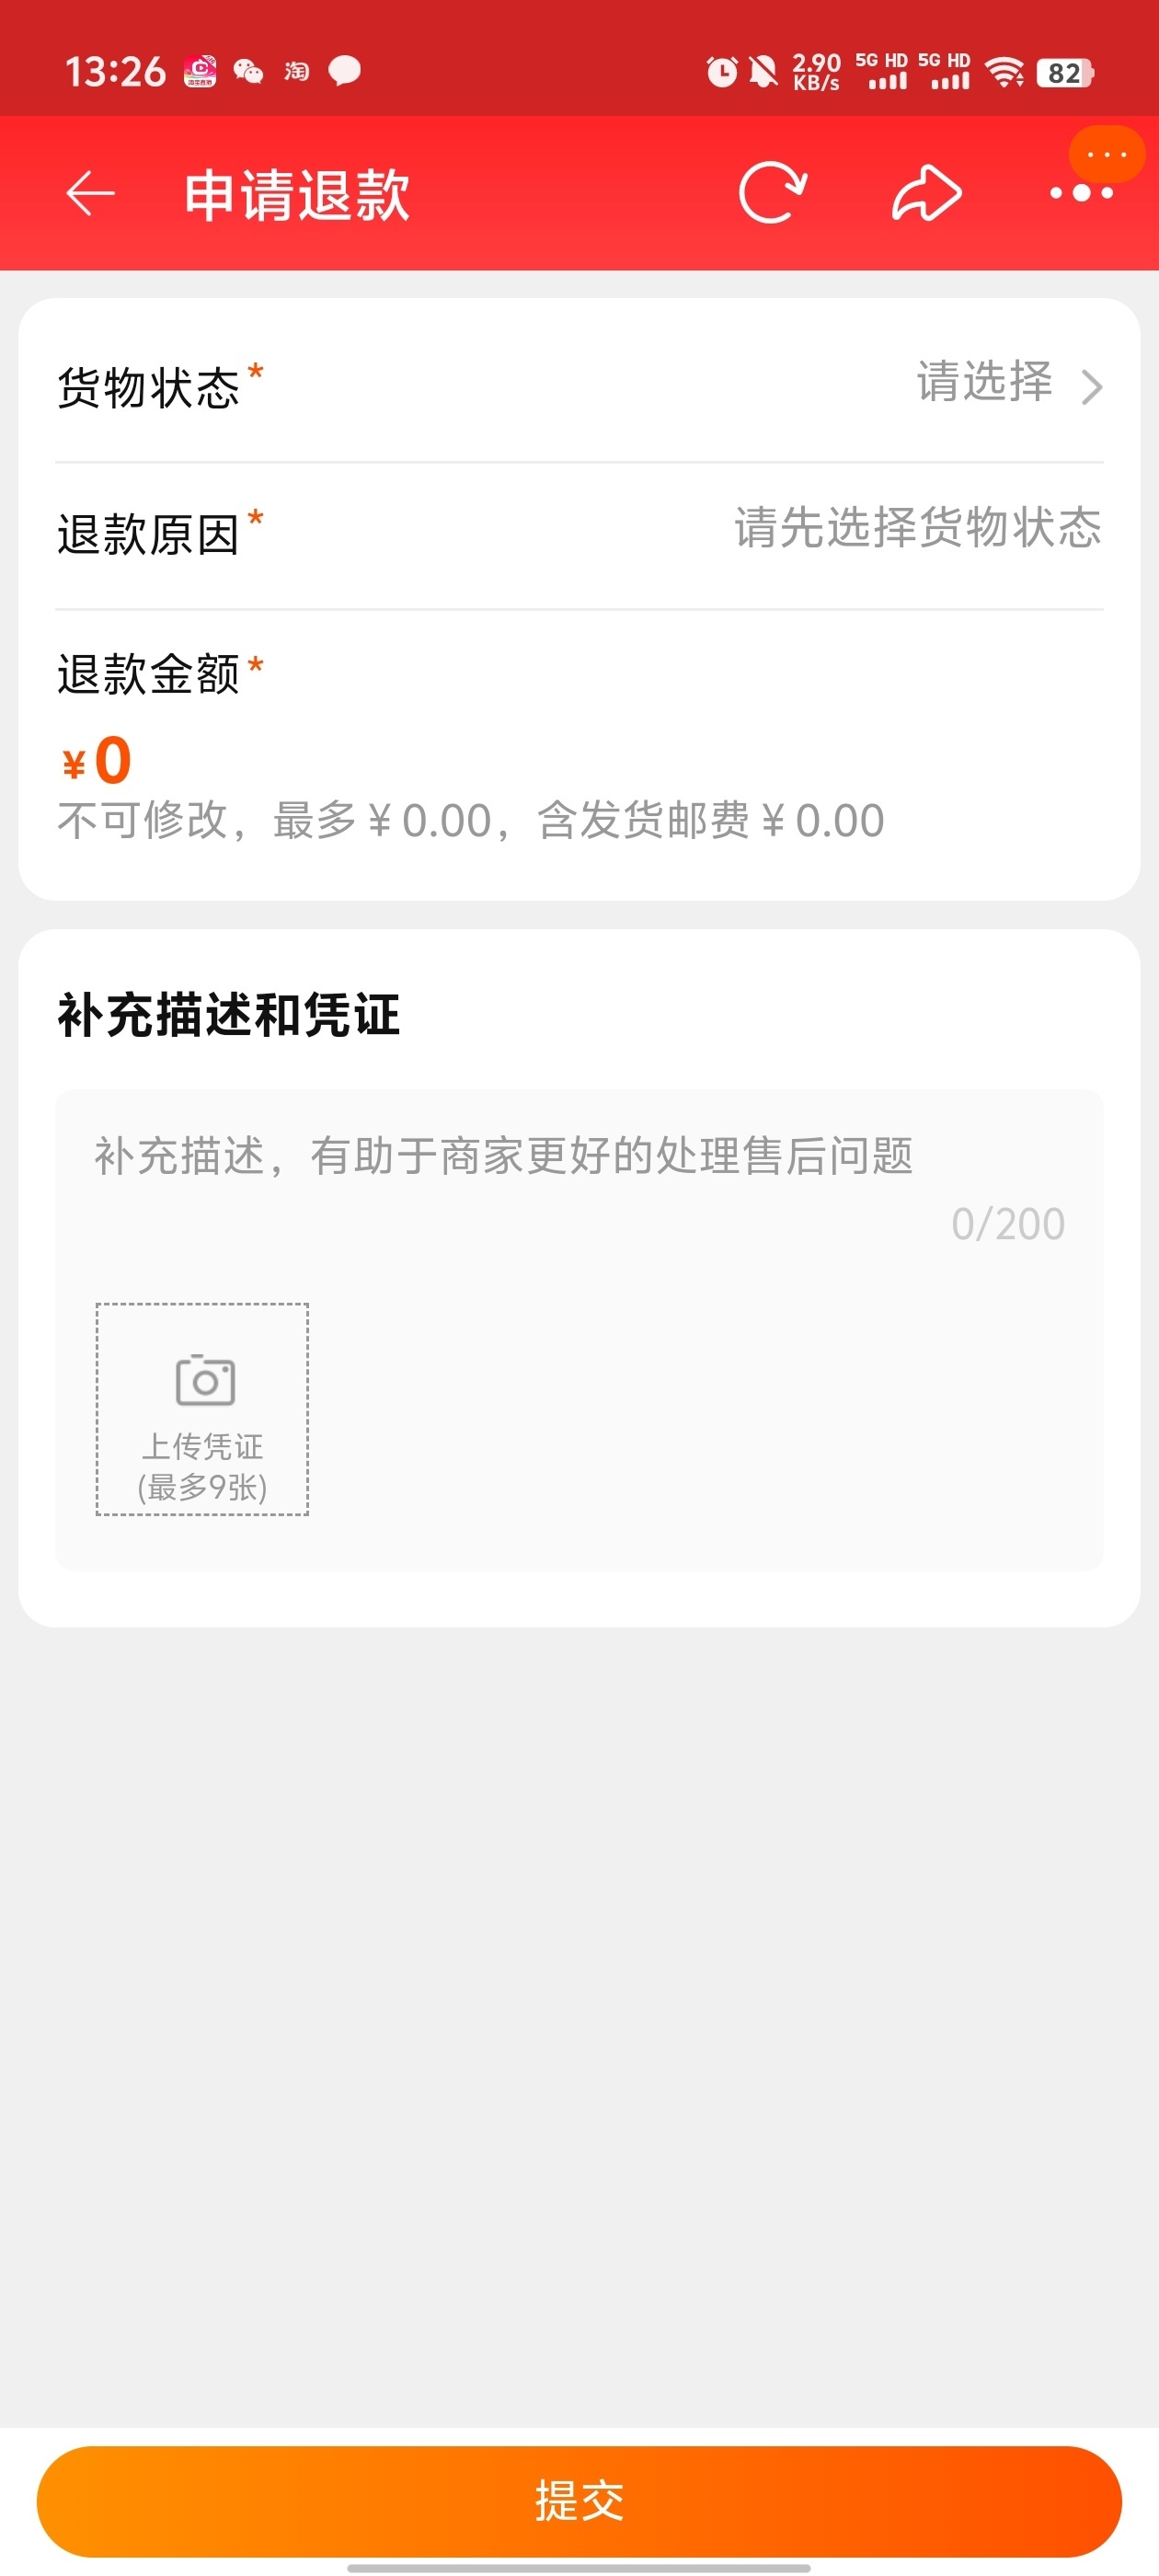 13:26 淘 2.90 KB/s 5G HD 5G HD 82
申请退款
货物状态* 请选择
退款原因* 请先选择货物状态
退款金额*
¥0
不可修改，最多¥0.00，含发货邮费¥0.00
补充描述和凭证
补充描述，有助于商家更好的处理售后问题
0/200
上传凭证
(最多9张)
提交